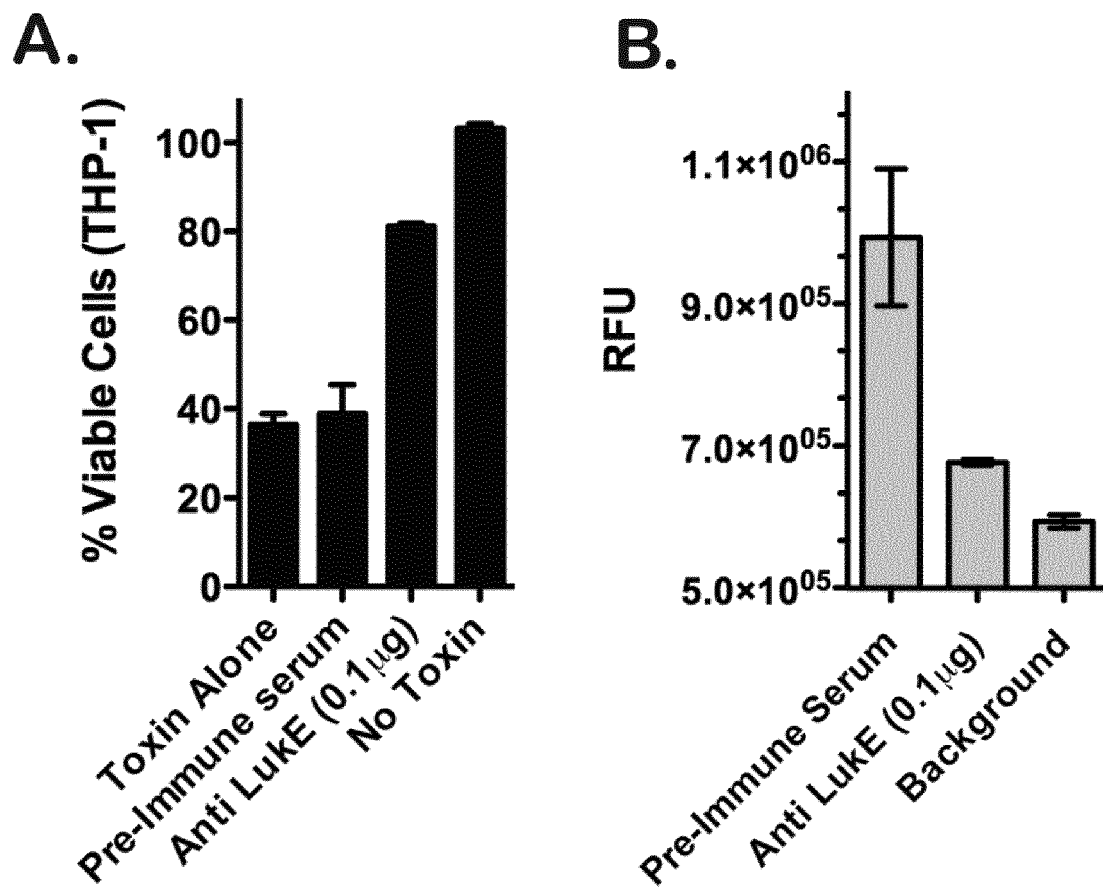 A.
% Viable Cells (THP-1)
100
80
60
40
20
0
Toxin Alone
Pre-Immune serum
Anti LukE (0.1µg)
No Toxin
B.
RFU
1.1×10⁰⁶
9.0×10⁰⁵
7.0×10⁰⁵
5.0×10⁰⁵
Pre-Immune Serum
Anti LukE (0.1µg)
Background